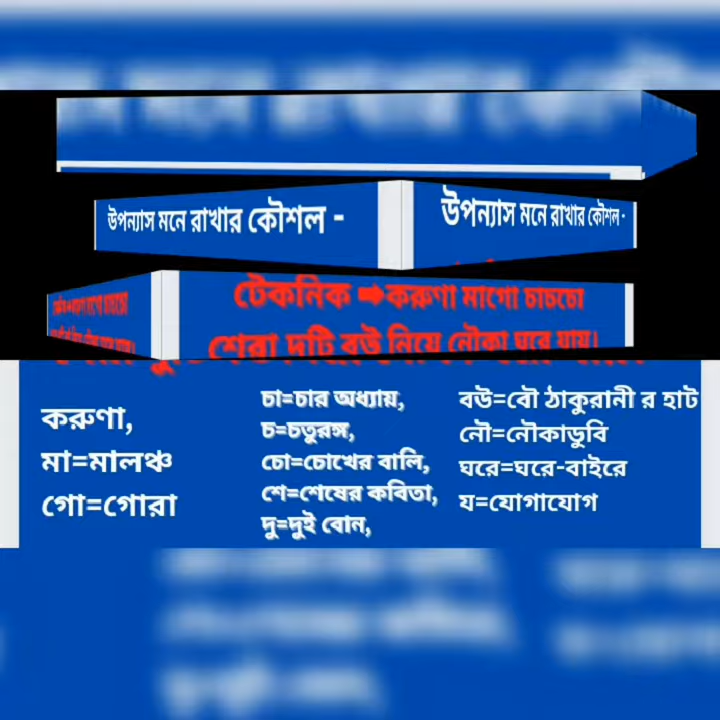 উপন্যাস মনে রাখার কৌশল -
উপন্যাস মনে রাখার কৌশল -
টেকনিক ➡করুণা মাগো চাচচো
শেরা দুটি বউ নিয়ে নৌকা ঘরে যায়।
করুণা,
মা=মালঞ্চ
গো=গোরা
চা=চার অধ্যায়,
চ=চতুরঙ্গ,
চো=চোখের বালি,
শে=শেষের কবিতা,
দু=দুই বোন,
বউ=বৌ ঠাকুরানী র হাট
নৌ=নৌকাডুবি
ঘরে=ঘরে-বাইরে
য=যোগাযোগ